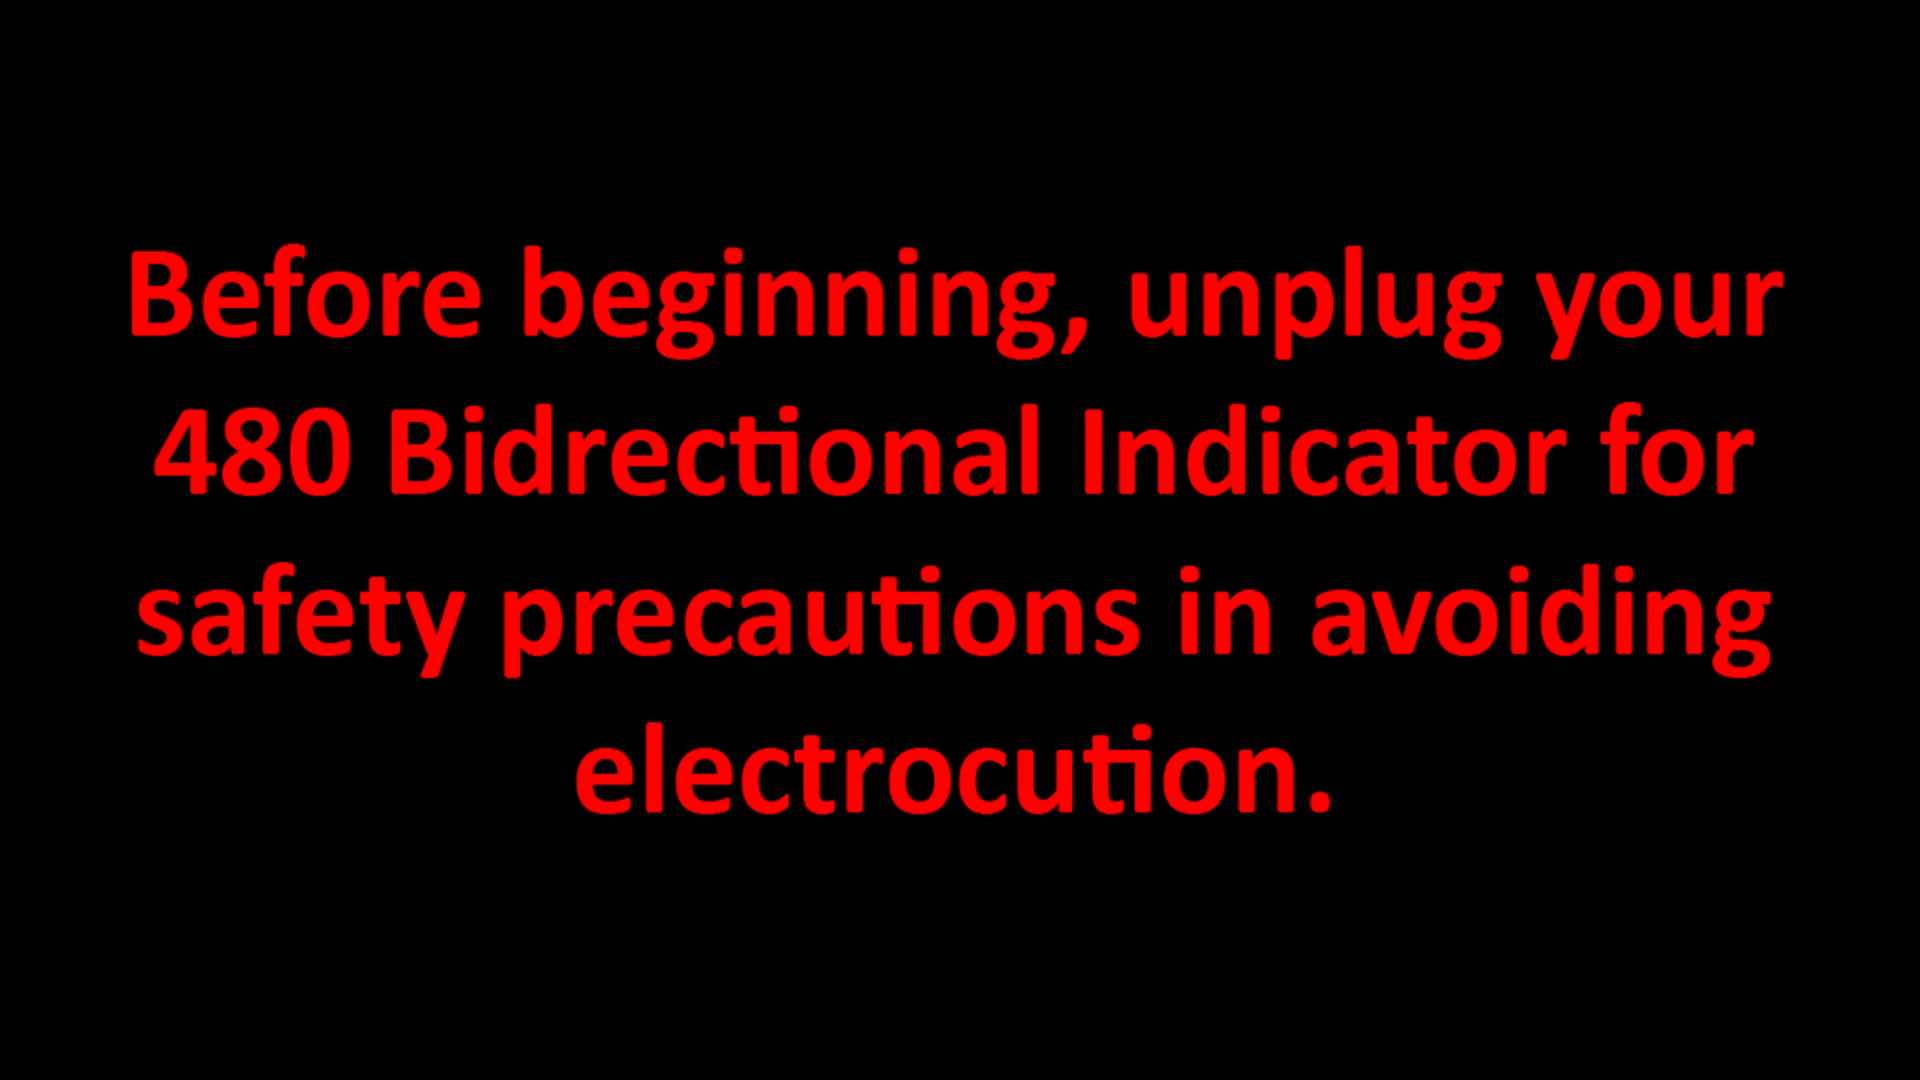 Before beginning, unplug your
480 Bidrectional Indicator for
safety precautions in avoiding
electrocution.